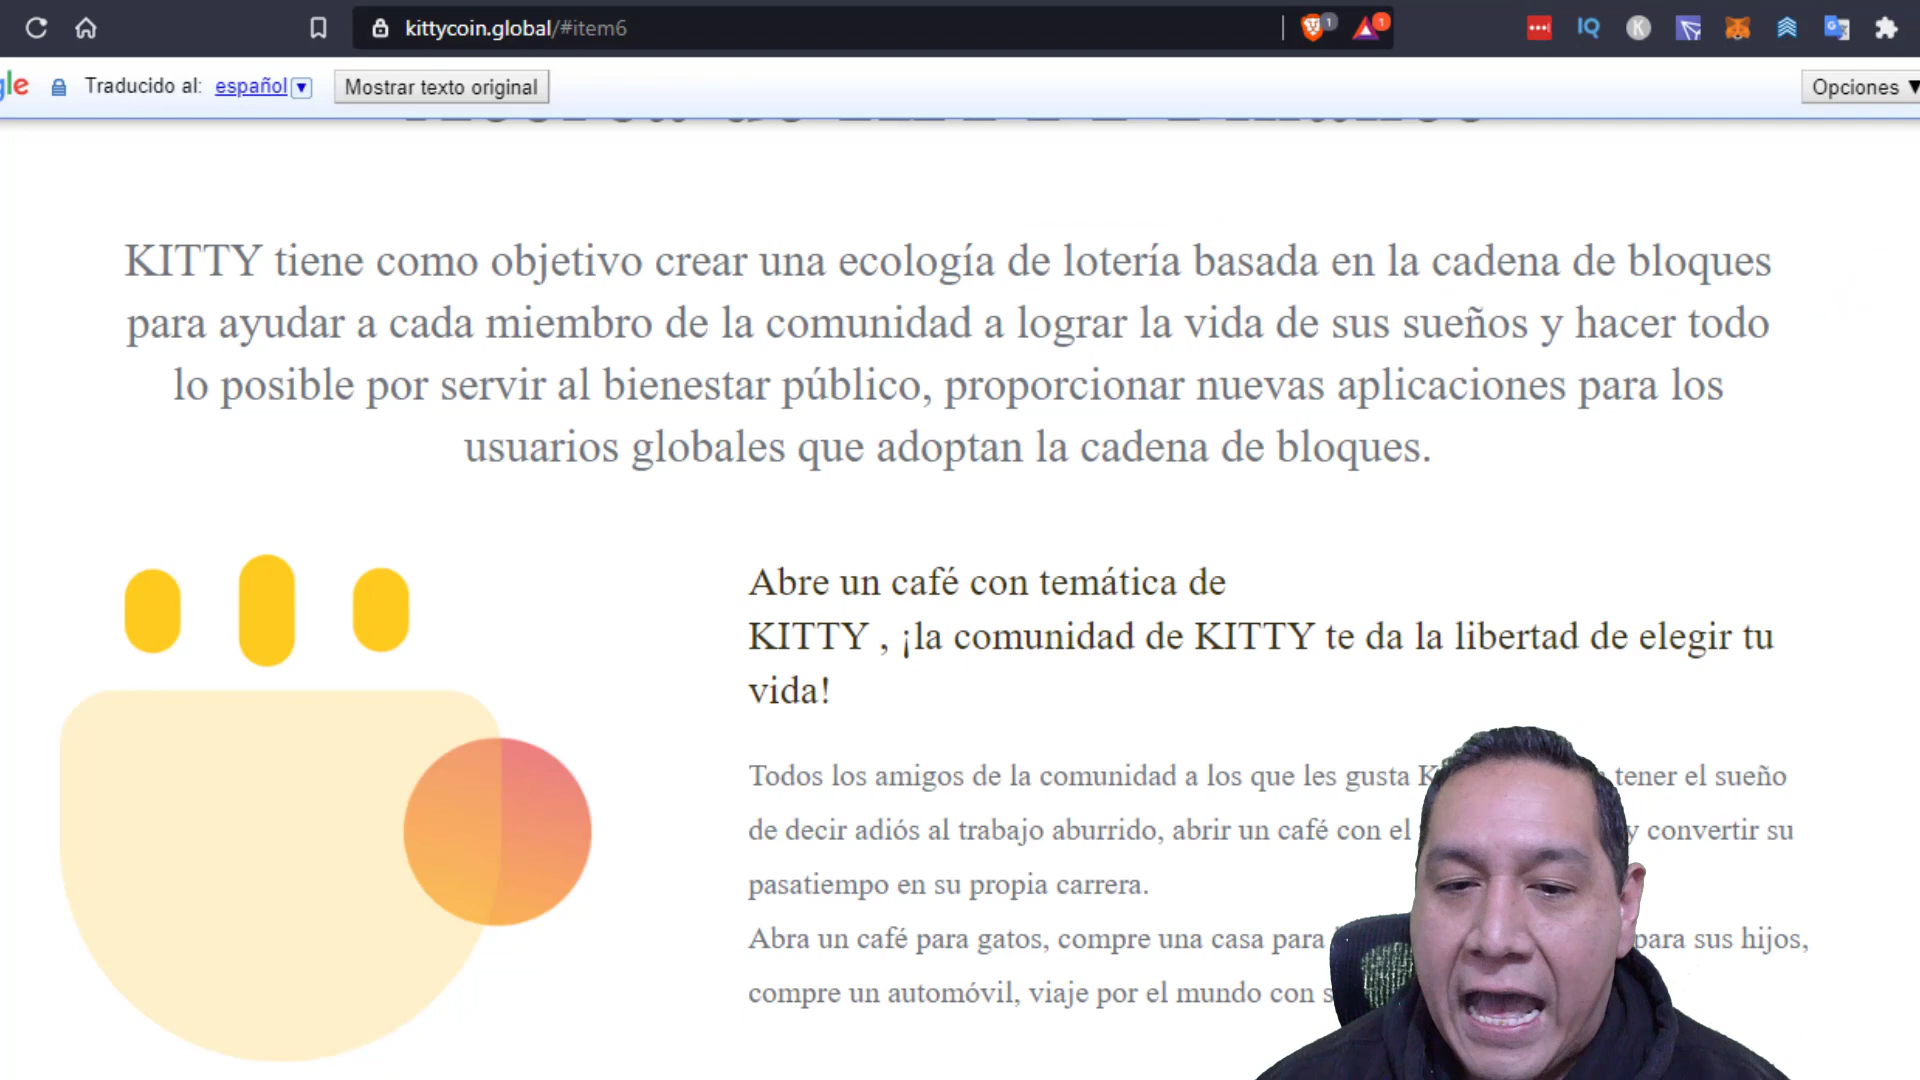 kittycoin.global/#item6
1
1
IQ
K
gle
Traducido al: español
Mostrar texto original
Opciones
KITTY tiene como objetivo crear una ecología de lotería basada en la cadena de bloques
para ayudar a cada miembro de la comunidad a lograr la vida de sus sueños y hacer todo
lo posible por servir al bienestar público, proporcionar nuevas aplicaciones para los
usuarios globales que adoptan la cadena de bloques.
Abre un café con temática de
KITTY , ¡la comunidad de KITTY te da la libertad de elegir tu
vida!
Todos los amigos de la comunidad a los que les gusta tener el sueño
de decir adiós al trabajo aburrido, abrir un café con el y convertir su
pasatiempo en su propia carrera.
Abra un café para gatos, compre una casa para para sus hijos,
compre un automóvil, viaje por el mundo con